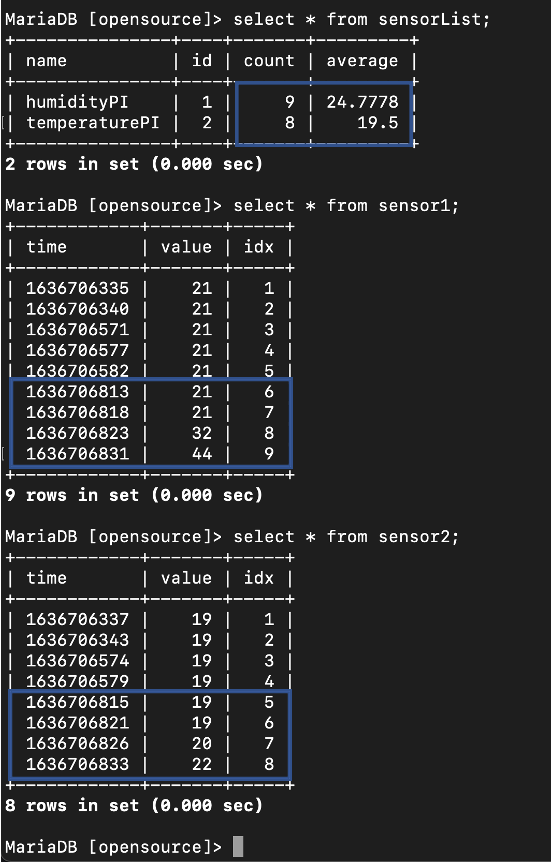 MariaDB [opensource]> select * from sensorList;
+---------------+----+-------+---------+
| name          | id | count | average |
+---------------+----+-------+---------+
| humidityPI    |  1 |     9 | 24.7778 |
| temperaturePI |  2 |     8 |    19.5 |
+---------------+----+-------+---------+
2 rows in set (0.000 sec)
MariaDB [opensource]> select * from sensor1;
+------------+-------+-----+
| time       | value | idx |
+------------+-------+-----+
| 1636706335 |    21 |   1 |
| 1636706340 |    21 |   2 |
| 1636706571 |    21 |   3 |
| 1636706577 |    21 |   4 |
| 1636706582 |    21 |   5 |
| 1636706813 |    21 |   6 |
| 1636706818 |    21 |   7 |
| 1636706823 |    32 |   8 |
| 1636706831 |    44 |   9 |
+------------+-------+-----+
9 rows in set (0.000 sec)
MariaDB [opensource]> select * from sensor2;
+------------+-------+-----+
| time       | value | idx |
+------------+-------+-----+
| 1636706337 |    19 |   1 |
| 1636706343 |    19 |   2 |
| 1636706574 |    19 |   3 |
| 1636706579 |    19 |   4 |
| 1636706815 |    19 |   5 |
| 1636706821 |    19 |   6 |
| 1636706826 |    20 |   7 |
| 1636706833 |    22 |   8 |
+------------+-------+-----+
8 rows in set (0.000 sec)
MariaDB [opensource]>